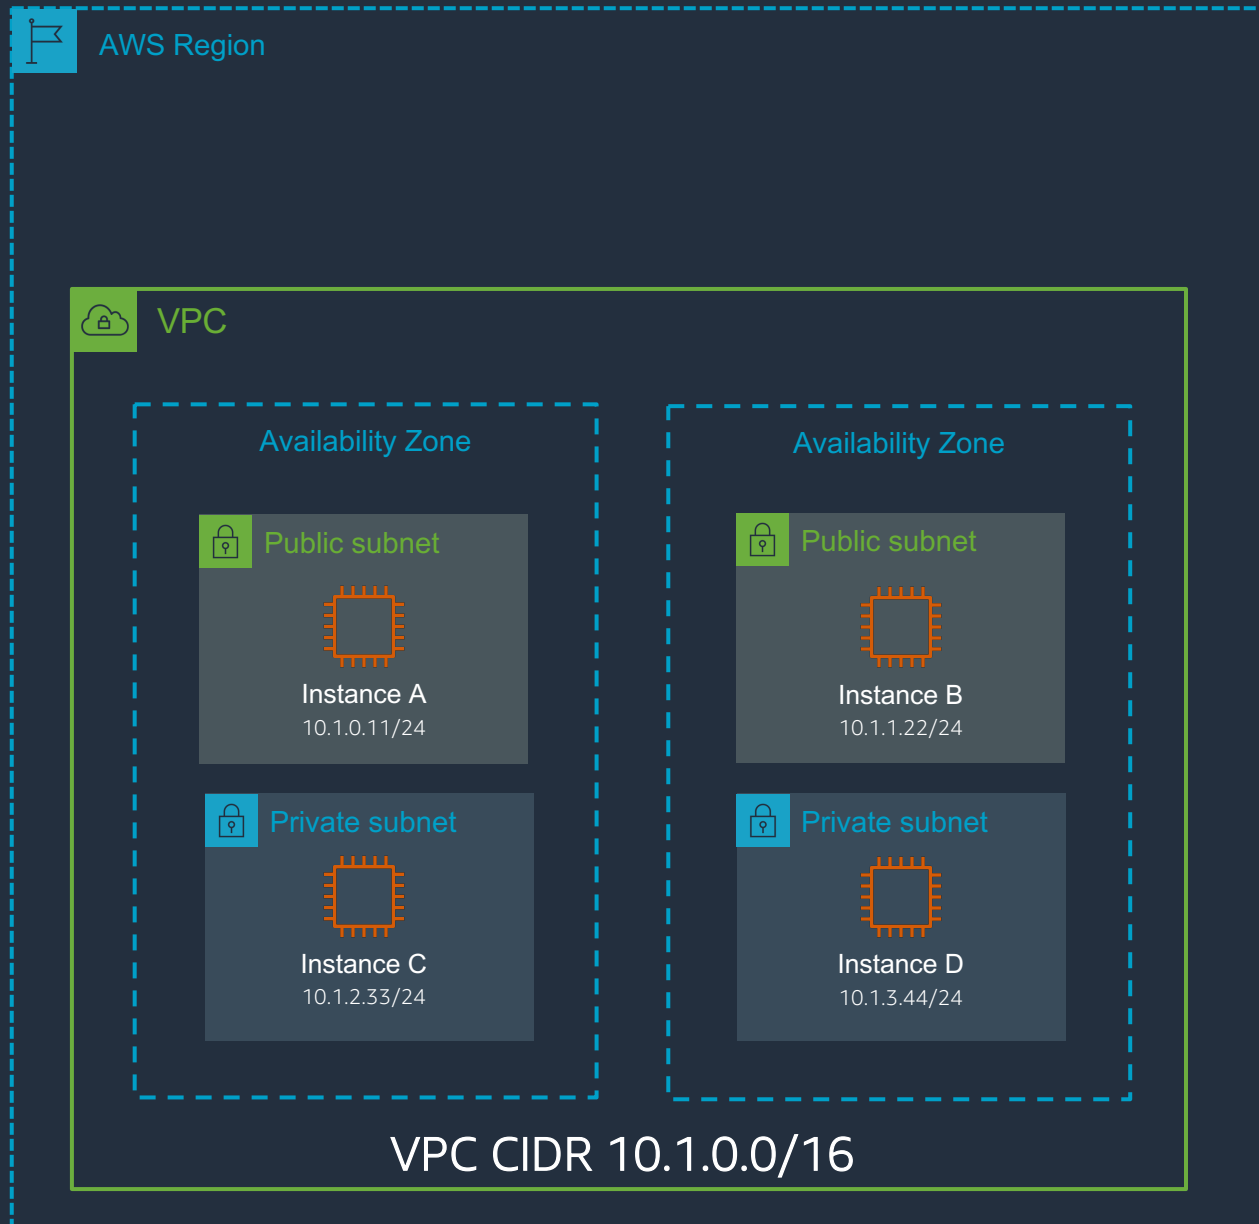 AWS Region
VPC
Availability Zone
Public subnet
Instance A
10.1.0.11/24
Private subnet
Instance C
10.1.2.33/24
Availability Zone
Public subnet
Instance B
10.1.1.22/24
Private subnet
Instance D
10.1.3.44/24
VPC CIDR 10.1.0.0/16